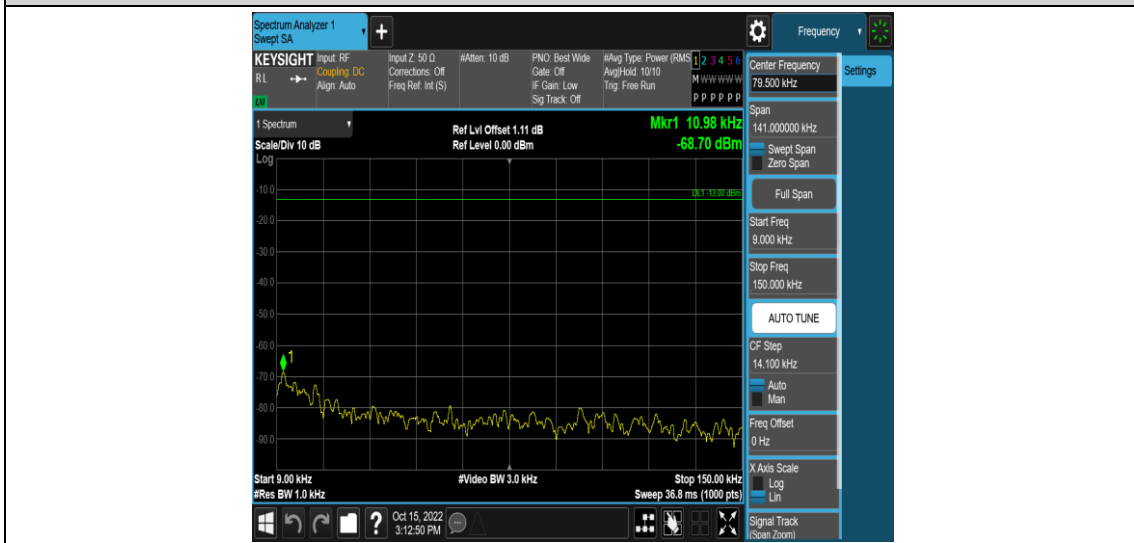 Spectrum Analyzer 1
Swept SA
+
Frequency
KEYSIGHT
RL
LXI
Input: RF
Coupling: DC
Align: Auto
Input Z: 50 Ω
Corrections: Off
Freq Ref: Int (S)
#Atten: 10 dB
PNO: Best Wide
Gate: Off
IF Gain: Low
Sig Track: Off
#Avg Type: Power (RMS
Avg|Hold: 10/10
Trig: Free Run
1 2 3 4 5 6
M W W W W W
P P P P P P
1 Spectrum
Scale/Div 10 dB
Ref Lvl Offset 1.11 dB
Ref Level 0.00 dBm
Mkr1 10.98 kHz
-68.70 dBm
Log
DL1 -13.00 dBm
-10.0
-20.0
-30.0
-40.0
-50.0
-60.0
-70.0
-80.0
-90.0
1
Start 9.00 kHz
#Res BW 1.0 kHz
#Video BW 3.0 kHz
Stop 150.00 kHz
Sweep 36.8 ms (1000 pts)
Center Frequency
79.500 kHz
Settings
Span
141.000000 kHz
Swept Span
Zero Span
Full Span
Start Freq
9.000 kHz
Stop Freq
150.000 kHz
AUTO TUNE
CF Step
14.100 kHz
Auto
Man
Freq Offset
0 Hz
X Axis Scale
Log
Lin
Signal Track
(Span Zoom)
?
Oct 15, 2022
3:12:50 PM